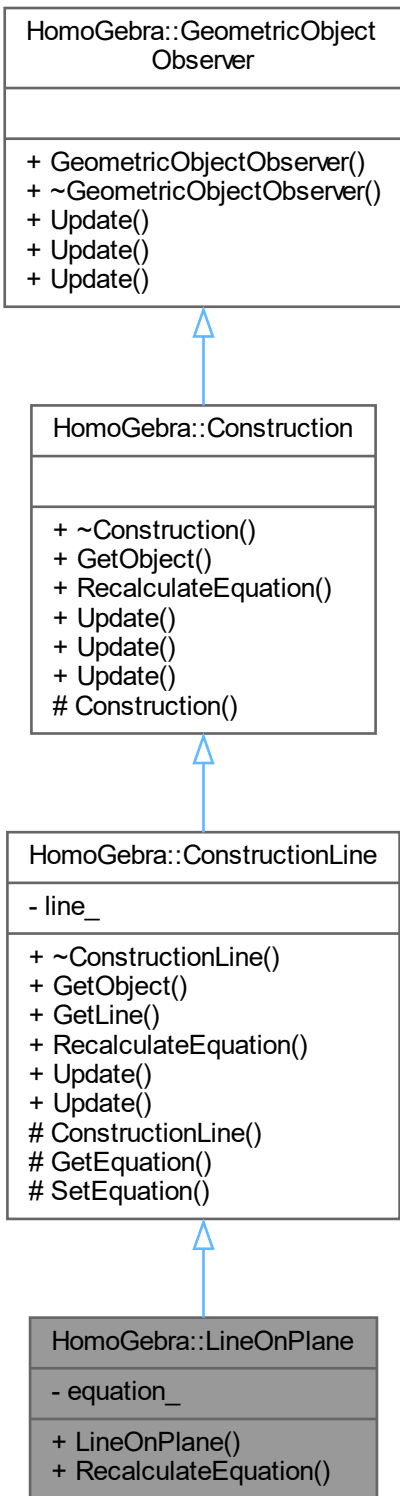 HomoGebra::GeometricObject
Observer
+ GeometricObjectObserver()
+ ~GeometricObjectObserver()
+ Update()
+ Update()
+ Update()
HomoGebra::Construction
+ ~Construction()
+ GetObject()
+ RecalculateEquation()
+ Update()
+ Update()
+ Update()
# Construction()
HomoGebra::ConstructionLine
- line_
+ ~ConstructionLine()
+ GetObject()
+ GetLine()
+ RecalculateEquation()
+ Update()
+ Update()
# ConstructionLine()
# GetEquation()
# SetEquation()
HomoGebra::LineOnPlane
- equation_
+ LineOnPlane()
+ RecalculateEquation()